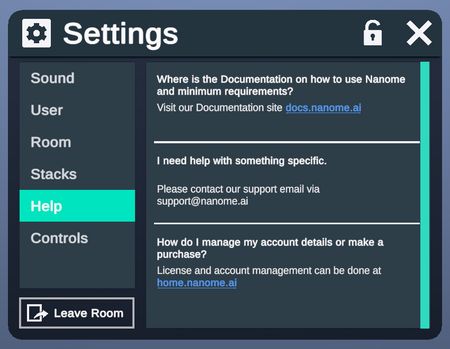 Settings
Sound
User
Room
Stacks
Help
Controls
Leave Room
Where is the Documentation on how to use Nanome
and minimum requirements?
Visit our Documentation site docs.nanome.ai
I need help with something specific.
Please contact our support email via
support@nanome.ai
How do I manage my account details or make a
purchase?
License and account management can be done at
home.nanome.ai